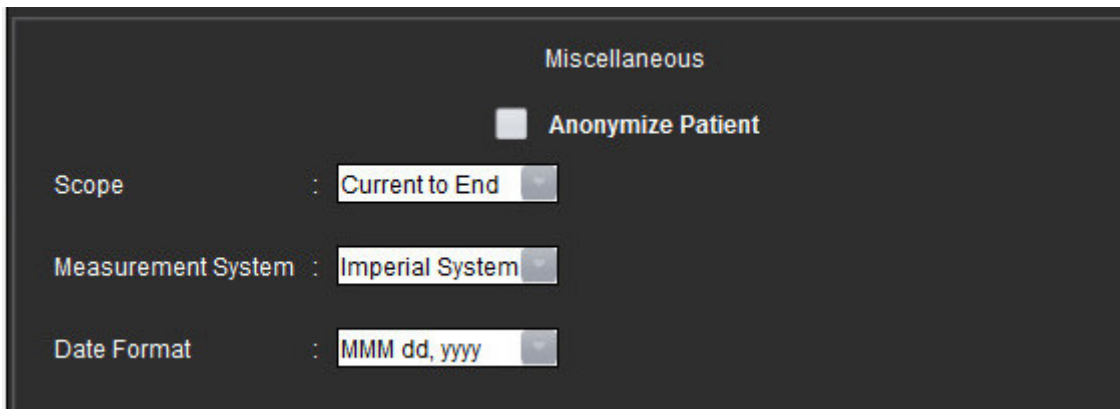 Miscellaneous
Anonymize Patient
Scope : Current to End
Measurement System : Imperial System
Date Format : MMM dd, yyyy